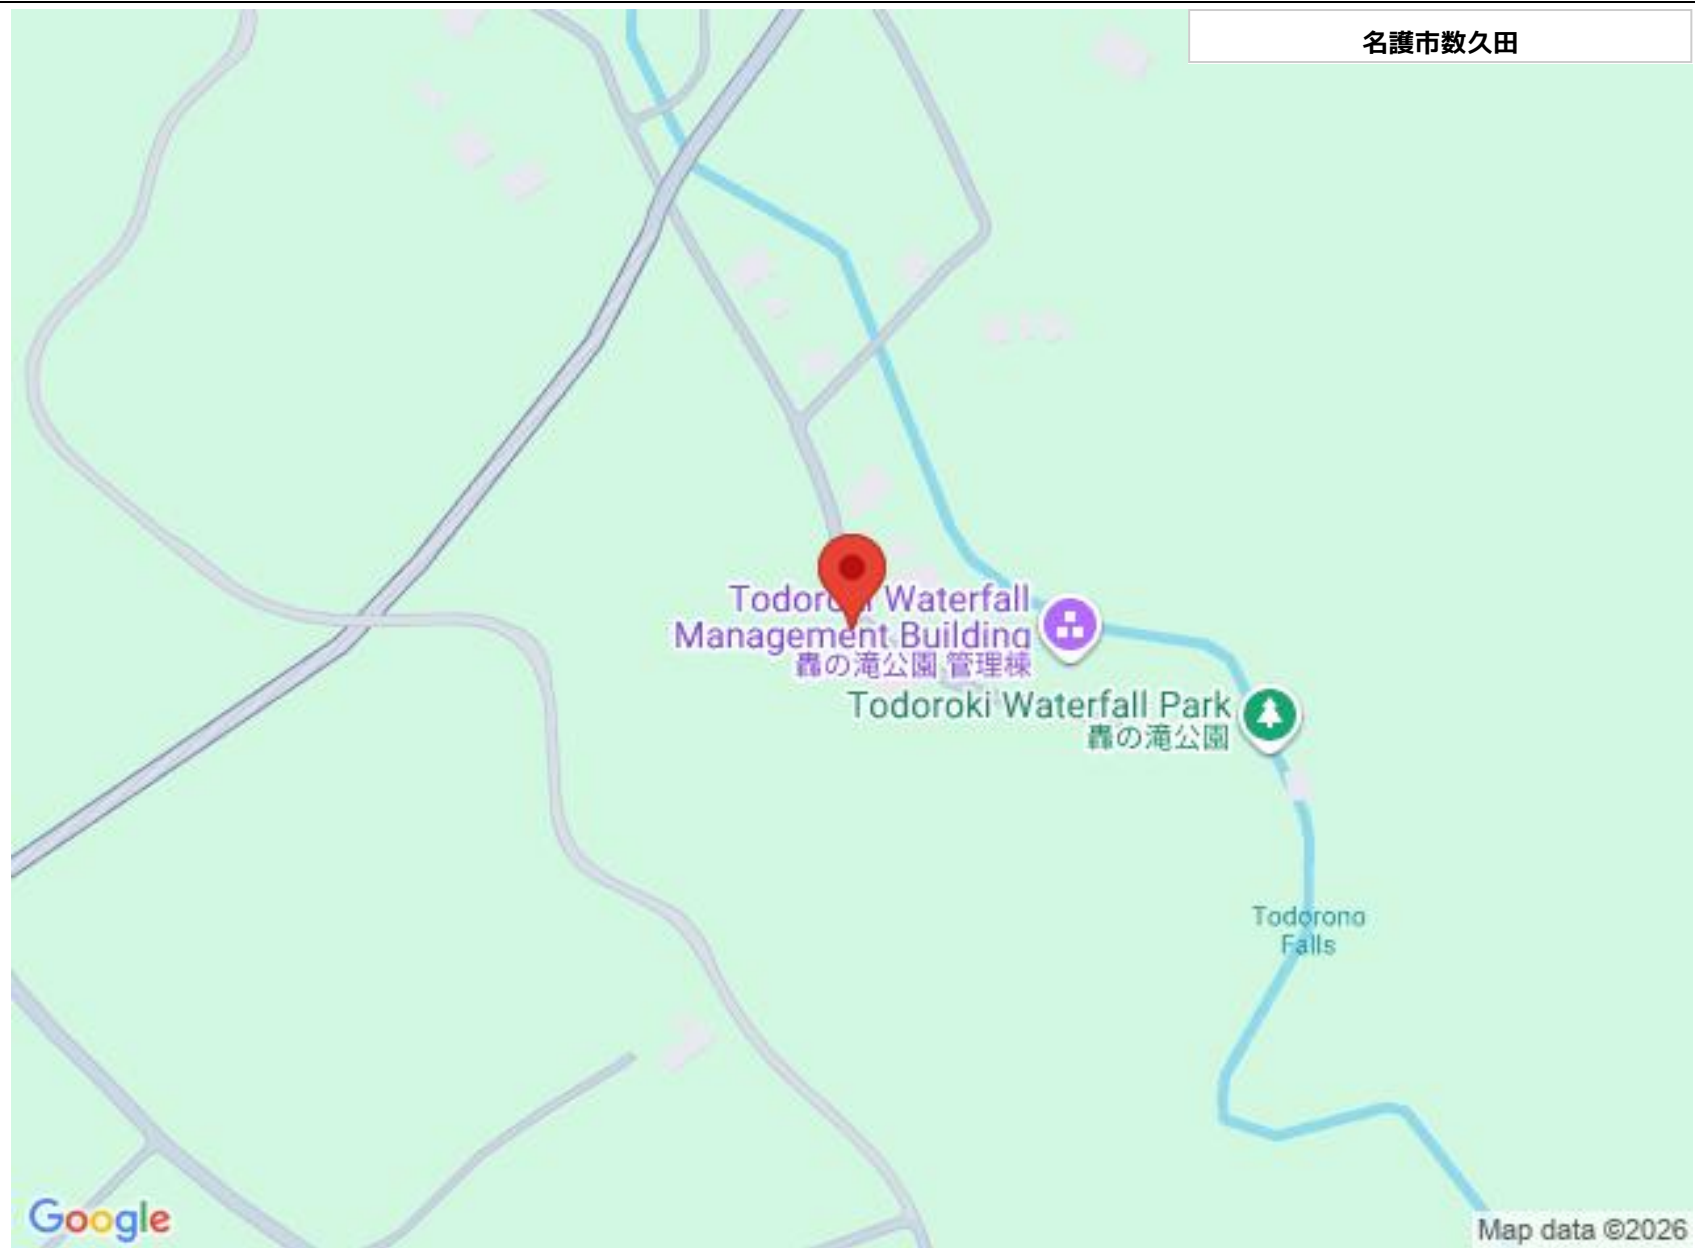 名護市数久田
Todoroki Waterfall
Management Building
轟の滝公園 管理棟
Todoroki Waterfall Park
轟の滝公園
Todorono
Falls
Google
Map data ©2026